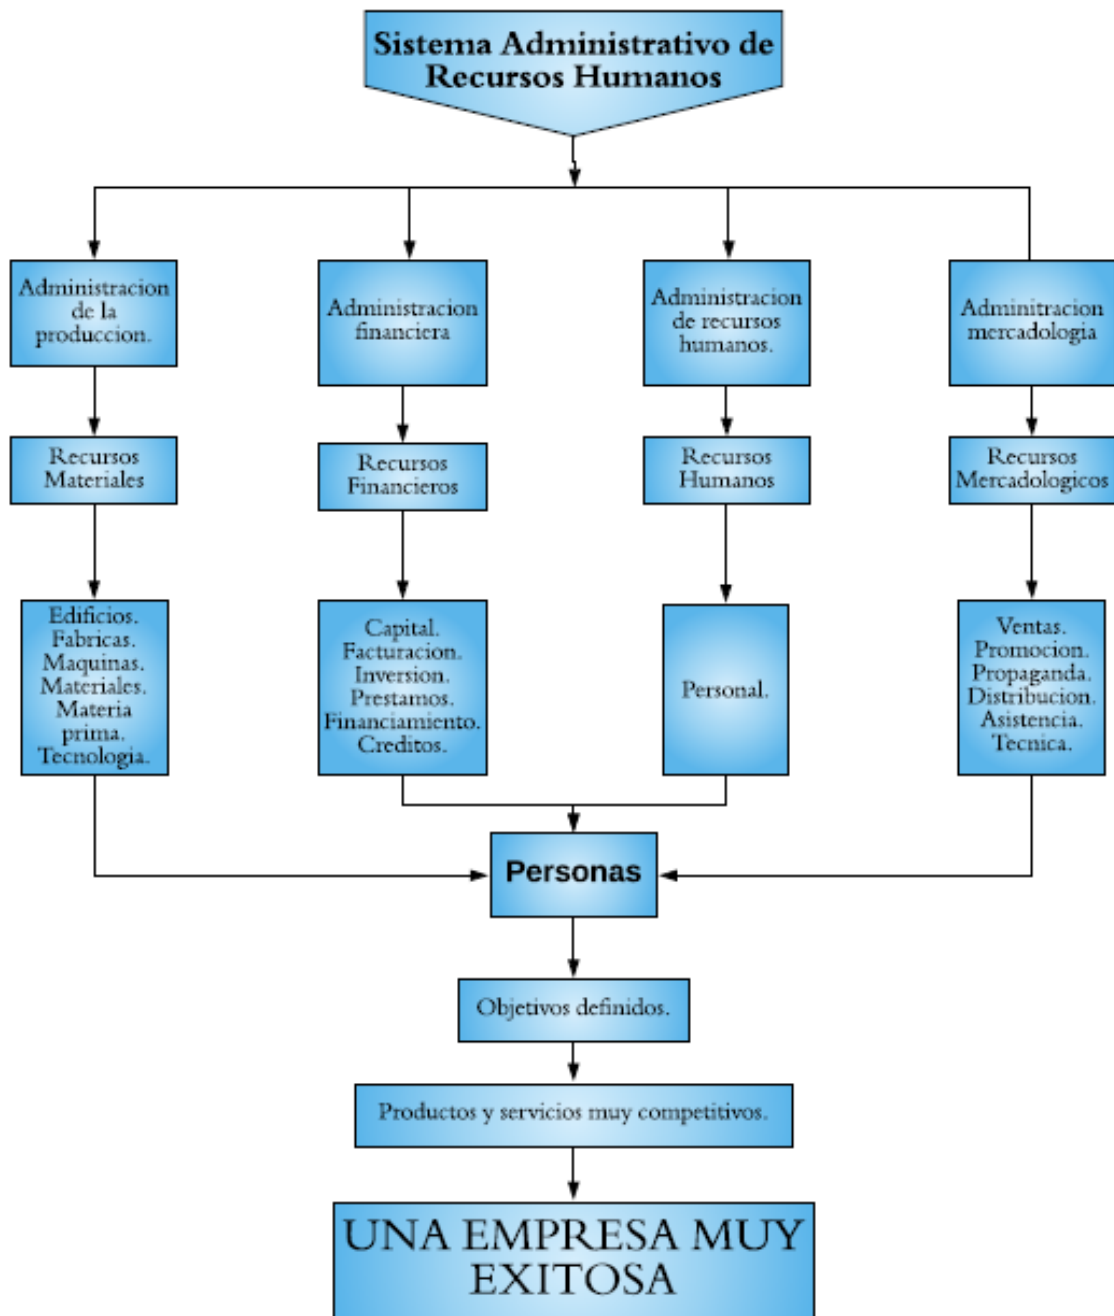 Sistema Administrativo de
Recursos Humanos
Administracion
de la
produccion.
Administracion
financiera
Administracion
de recursos
humanos.
Adminitracion
mercadologia
Recursos
Materiales
Recursos
Financieros
Recursos
Humanos
Recursos
Mercadologicos
Edificios.
Fabricas.
Maquinas.
Materiales.
Materia
prima.
Tecnologia.
Capital.
Facturacion.
Inversion.
Prestamos.
Financiamiento.
Creditos.
Personal.
Ventas.
Promocion.
Propaganda.
Distribucion.
Asistencia.
Tecnica.
Personas
Objetivos definidos.
Productos y servicios muy competitivos.
UNA EMPRESA MUY
EXITOSA